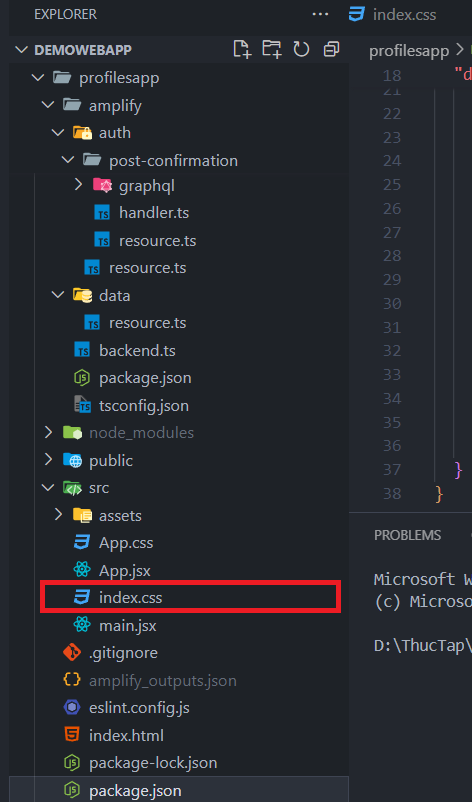 EXPLORER
···
index.css
DEMOWEBAPP
profilesapp
profilesapp
18
"d
amplify
21
auth
22
23
post-confirmation
24
graphql
25
handler.ts
26
27
resource.ts
28
resource.ts
29
data
30
resource.ts
31
backend.ts
32
package.json
33
tsconfig.json
34
node_modules
35
36
public
37
}
src
38
}
assets
App.css
PROBLEMS
App.jsx
Microsoft W
index.css
(c) Microso
main.jsx
.gitignore
D:\ThucTap\
amplify_outputs.json
eslint.config.js
index.html
package-lock.json
package.json